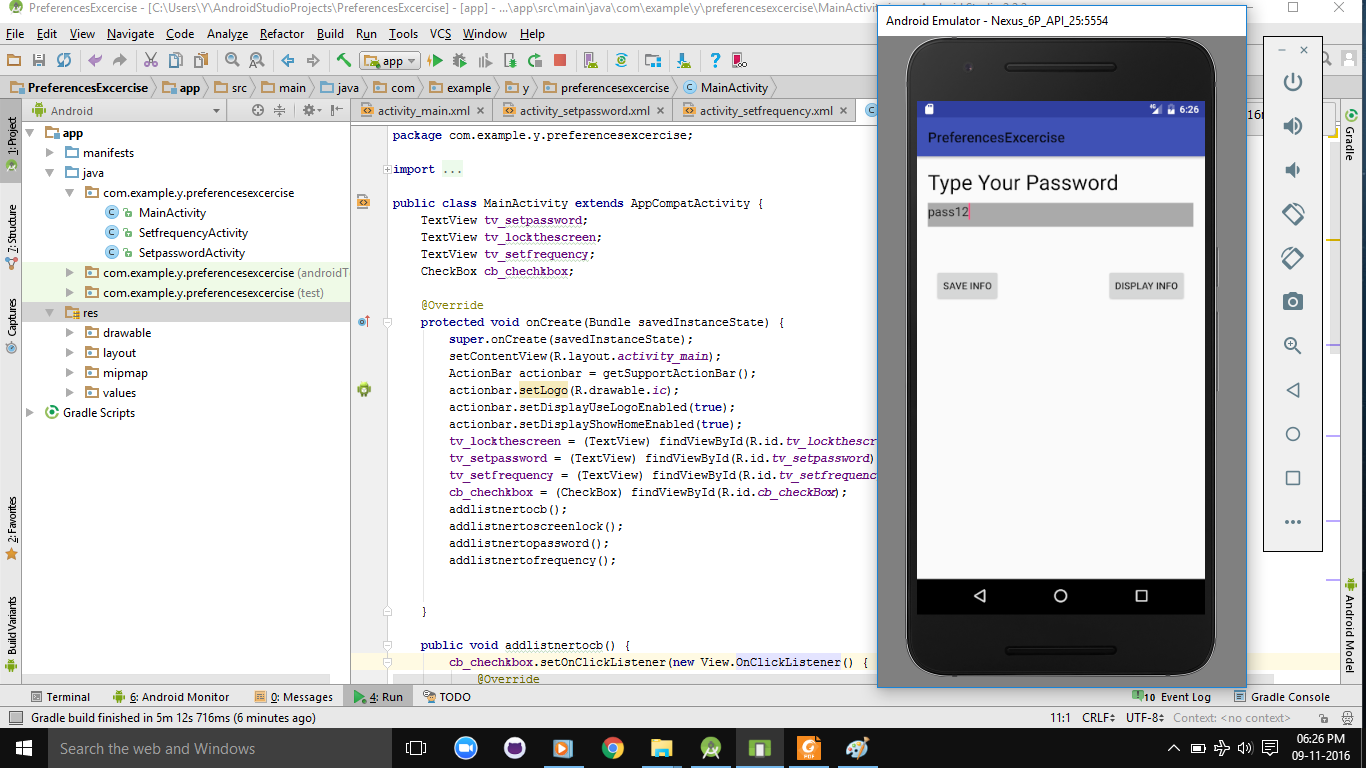 PreferencesExcercise - [C:\Users\Y\AndroidStudioProjects\PreferencesExcercise] - [app] - ...\app\src\main\java\com\example\y\preferencesexcercise\MainActivity
File Edit View Navigate Code Analyze Refactor Build Run Tools VCS Window Help
app
PreferencesExcercise app src main java com example y preferencesexcercise MainActivity
Android
activity_main.xml activity_setpassword.xml activity_setfrequency.xml
1: Project
7: Structure
Captures
2: Favorites
Build Variants
app
manifests
java
com.example.y.preferencesexcercise
MainActivity
SetfrequencyActivity
SetpasswordActivity
com.example.y.preferencesexcercise (androidT
com.example.y.preferencesexcercise (test)
res
drawable
layout
mipmap
values
Gradle Scripts
package com.example.y.preferencesexcercise;
import ...
public class MainActivity extends AppCompatActivity {
TextView tv_setpassword;
TextView tv_lockthescreen;
TextView tv_setfrequency;
CheckBox cb_chechkbox;
@Override
protected void onCreate(Bundle savedInstanceState) {
super.onCreate(savedInstanceState);
setContentView(R.layout.activity_main);
ActionBar actionbar = getSupportActionBar();
actionbar.setLogo(R.drawable.ic);
actionbar.setDisplayUseLogoEnabled(true);
actionbar.setDisplayShowHomeEnabled(true);
tv_lockthescreen = (TextView) findViewById(R.id.tv_lockthescr
tv_setpassword = (TextView) findViewById(R.id.tv_setpassword)
tv_setfrequency = (TextView) findViewById(R.id.tv_setfrequenc
cb_chechkbox = (CheckBox) findViewById(R.id.cb_checkBox);
addlistnertocb();
addlistnertoscreenlock();
addlistnertopassword();
addlistnertofrequency();
}
public void addlistnertocb() {
cb_chechkbox.setOnClickListener(new View.OnClickListener() {
@Override
Android Emulator - Nexus_6P_API_25:5554
6:26
PreferencesExcercise
Type Your Password
pass12
SAVE INFO DISPLAY INFO
Gradle
Android Model
Terminal 6: Android Monitor 0: Messages 4: Run TODO 10 Event Log Gradle Console
Gradle build finished in 5m 12s 716ms (6 minutes ago) 11:1 CRLF UTF-8 Context: <no context>
Search the web and Windows
06:26 PM
09-11-2016